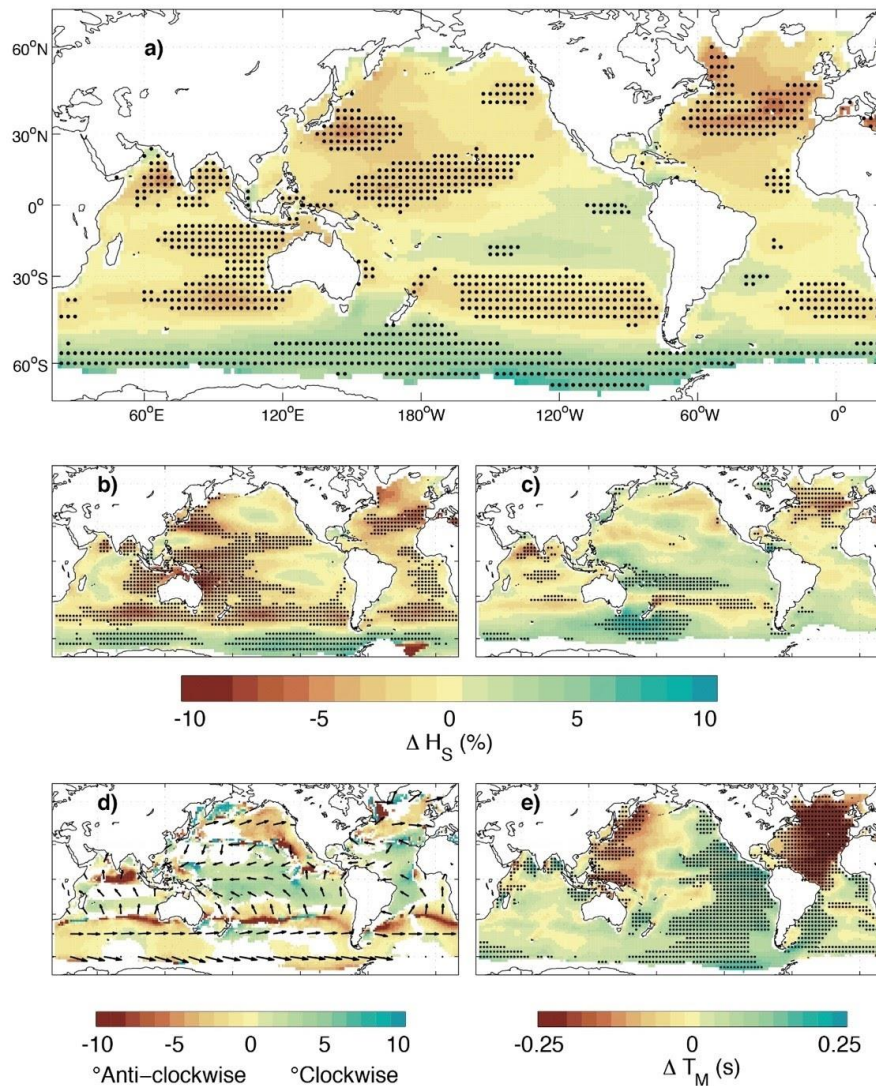 a)
60°N
30°N
0°
30°S
60°S
60°E 120°E 180°W 120°W 60°W 0°
b) c)
-10 -5 0 5 10
Δ H_S (%)
d) e)
-10 -5 0 5 10
°Anti-clockwise °Clockwise
-0.25 0 0.25
Δ T_M (s)